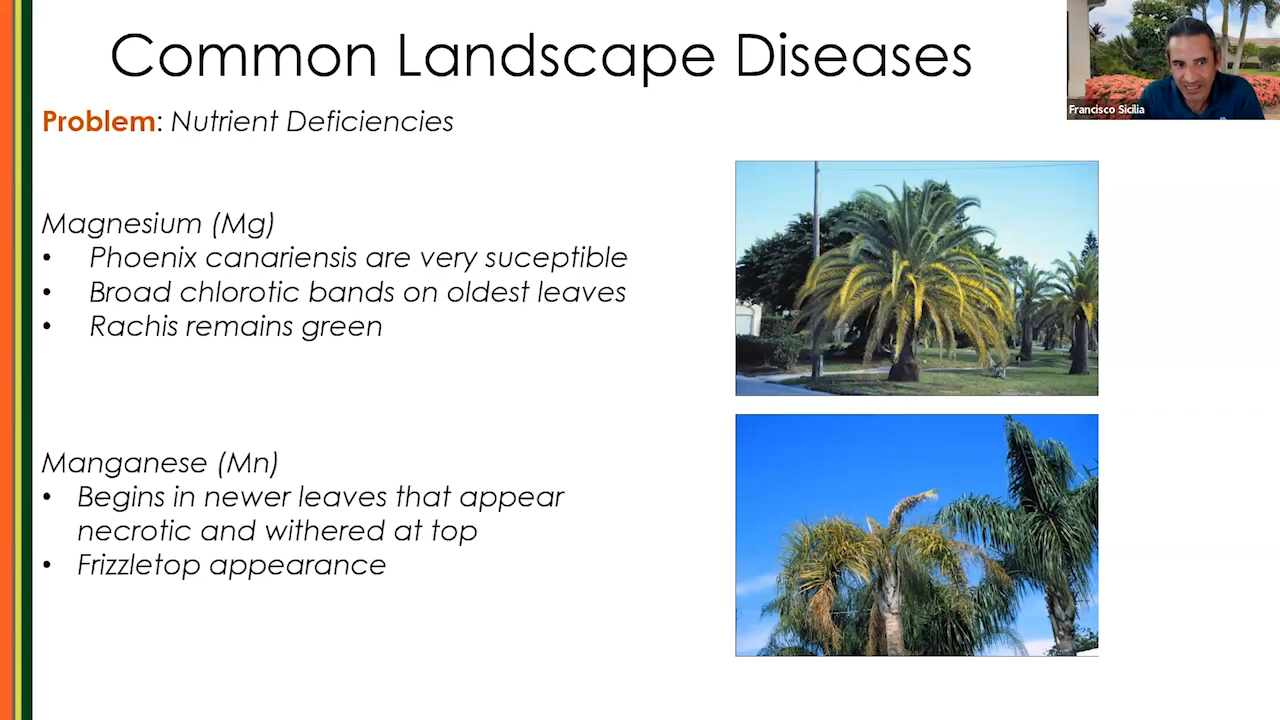 Common Landscape Diseases
Francisco Sicilia
Problem: Nutrient Deficiencies
Magnesium (Mg)
• Phoenix canariensis are very suceptible
• Broad chlorotic bands on oldest leaves
• Rachis remains green
Manganese (Mn)
• Begins in newer leaves that appear
necrotic and withered at top
• Frizzletop appearance